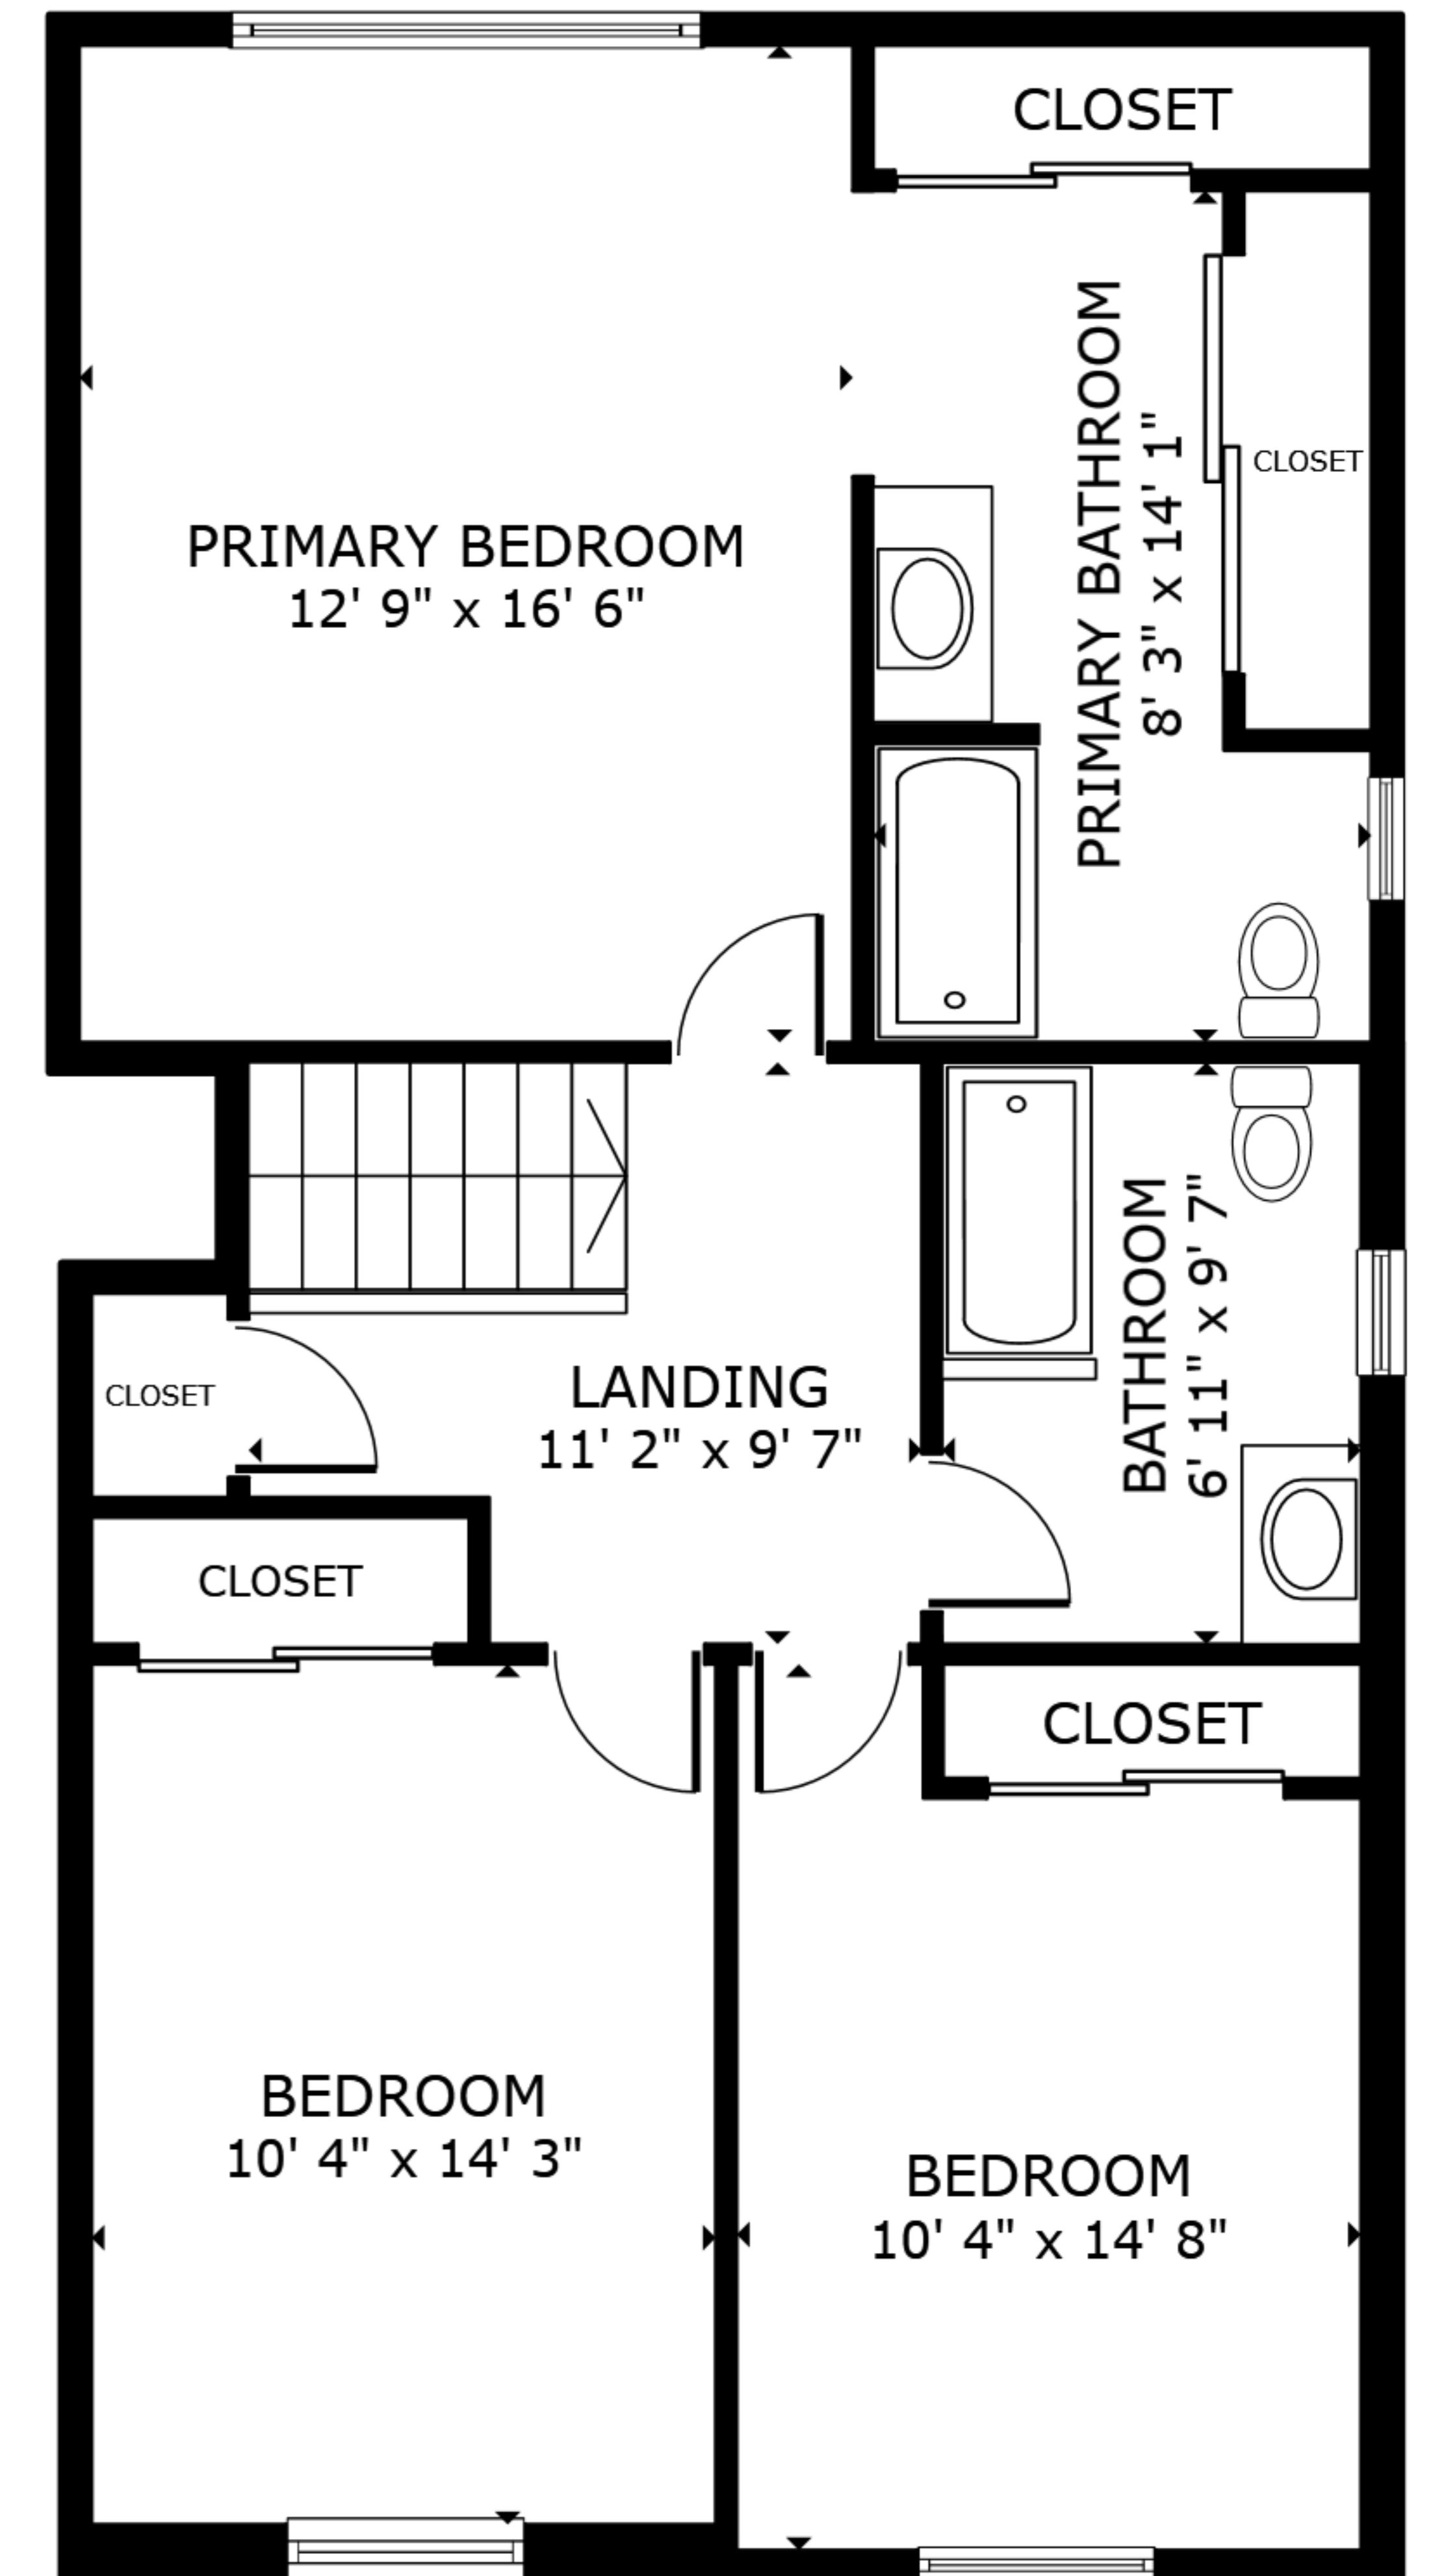 CLOSET
PRIMARY BATHROOM
8' 3" x 14' 1"
CLOSET
PRIMARY BEDROOM
12' 9" x 16' 6"
BATHROOM
6' 11" x 9' 7"
LANDING
11' 2" x 9' 7"
CLOSET
CLOSET
CLOSET
BEDROOM
10' 4" x 14' 3"
BEDROOM
10' 4" x 14' 8"